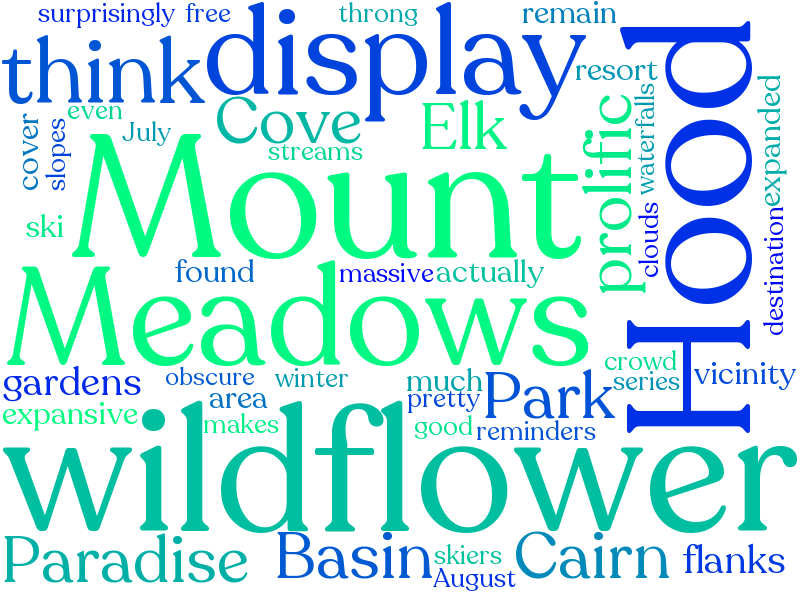 surprisingly free throng remain
think display resort
Hood
even
July
cover
slopes
Cove Elk
streams
prolific
waterfalls
expanded
Mount
ski
clouds
destination
found massive actually
Meadows
crowd
gardens obscure winter much Park series vicinity
area pretty
expansive makes good reminders
wildflower
Paradise Basin skiers Cairn flanks
August